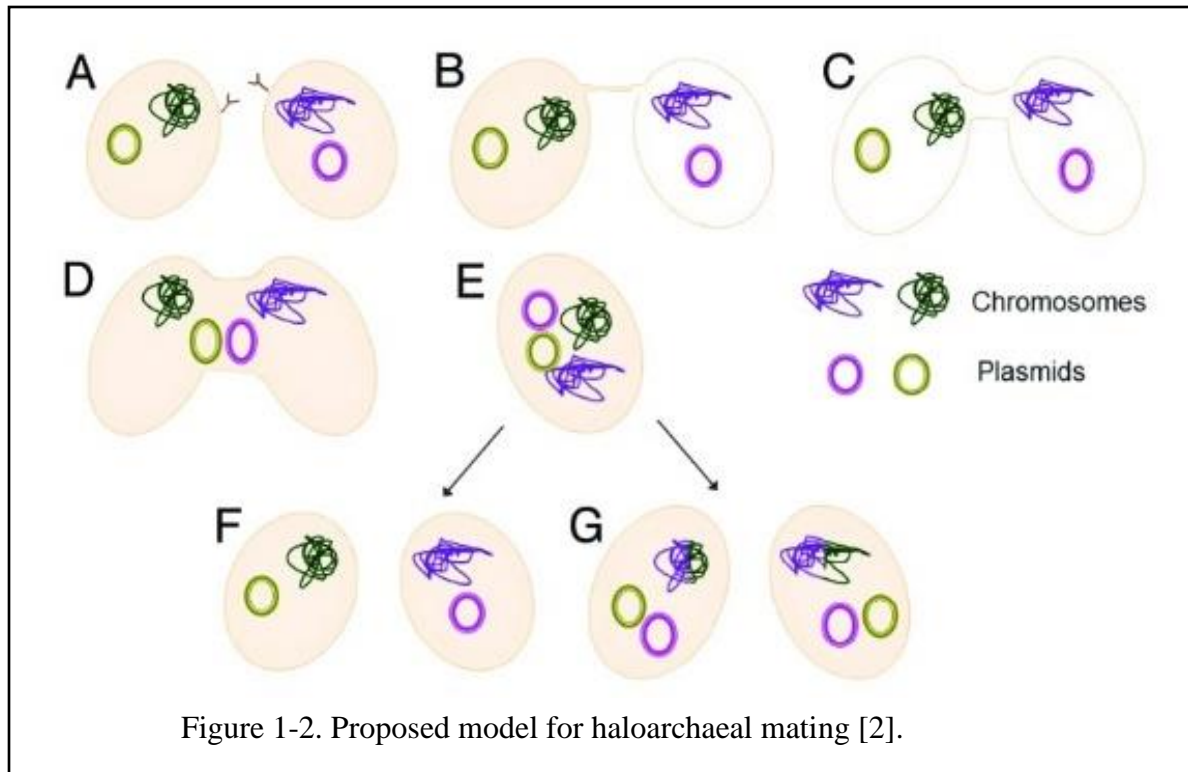 A
B
C
D
E
Chromosomes
Plasmids
F
G
Figure 1-2. Proposed model for haloarchaeal mating [2].